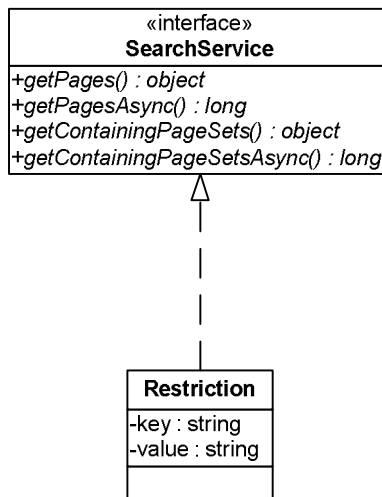 «interface»
SearchService
+getPages() : object
+getPagesAsync() : long
+getContainingPageSets() : object
+getContainingPageSetsAsync() : long
Restriction
-key : string
-value : string